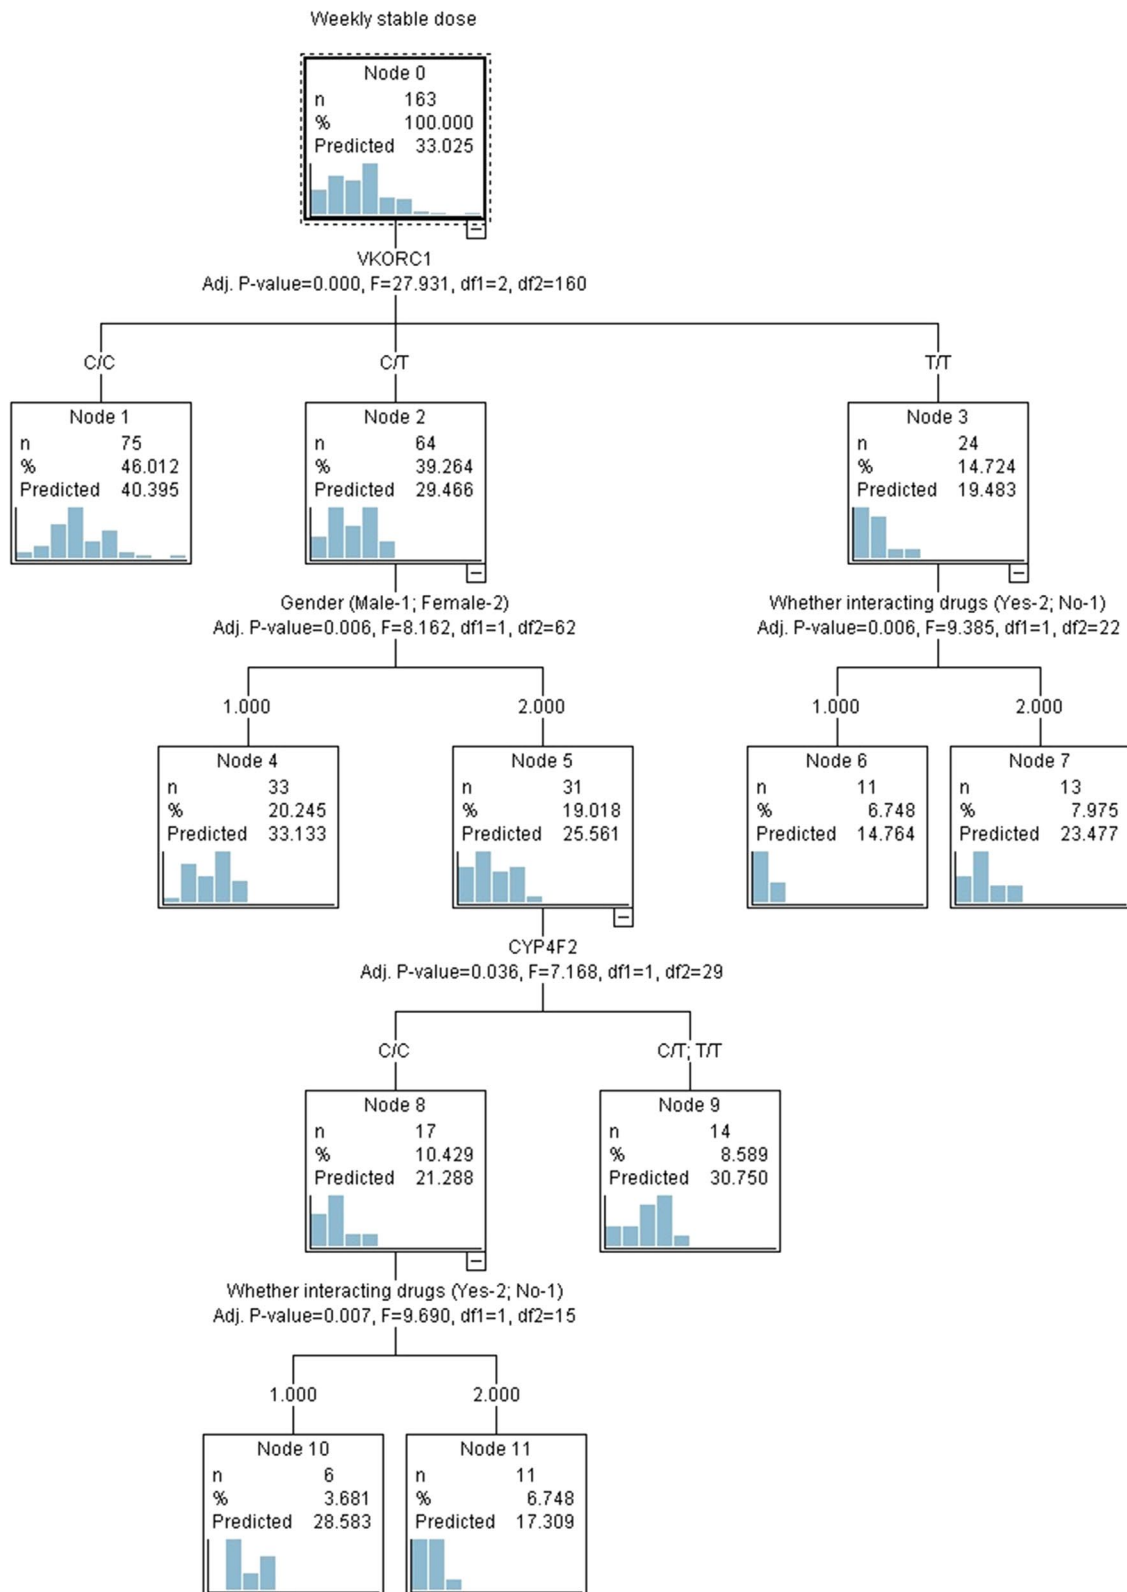 Weekly stable dose
Node 0
n 163
% 100.000
Predicted 33.025
VKORC1
Adj. P-value=0.000, F=27.931, df1=2, df2=160
C/C
C/T
T/T
Node 1
n 75
% 46.012
Predicted 40.395
Node 2
n 64
% 39.264
Predicted 29.466
Node 3
n 24
% 14.724
Predicted 19.483
Gender (Male-1; Female-2)
Adj. P-value=0.006, F=8.162, df1=1, df2=62
Whether interacting drugs (Yes-2; No-1)
Adj. P-value=0.006, F=9.385, df1=1, df2=22
1.000
2.000
1.000
2.000
Node 4
n 33
% 20.245
Predicted 33.133
Node 5
n 31
% 19.018
Predicted 25.561
Node 6
n 11
% 6.748
Predicted 14.764
Node 7
n 13
% 7.975
Predicted 23.477
CYP4F2
Adj. P-value=0.036, F=7.168, df1=1, df2=29
C/C
C/T; T/T
Node 8
n 17
% 10.429
Predicted 21.288
Node 9
n 14
% 8.589
Predicted 30.750
Whether interacting drugs (Yes-2; No-1)
Adj. P-value=0.007, F=9.690, df1=1, df2=15
1.000
2.000
Node 10
n 6
% 3.681
Predicted 28.583
Node 11
n 11
% 6.748
Predicted 17.309